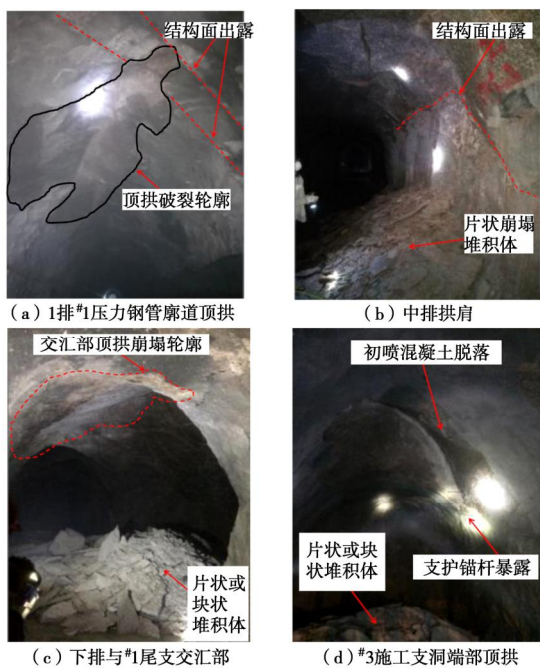 结构面出露
顶拱破裂轮廓
(a)1排#1压力钢管廊道顶拱
结构面出露
片状崩塌
堆积体
(b)中排拱肩
交汇部顶拱崩塌轮廓
片状或
块状
堆积体
(c)下排与#1尾支交汇部
初喷混凝土脱落
片状或块
状堆积体
支护锚杆暴露
(d)#3施工支洞端部顶拱